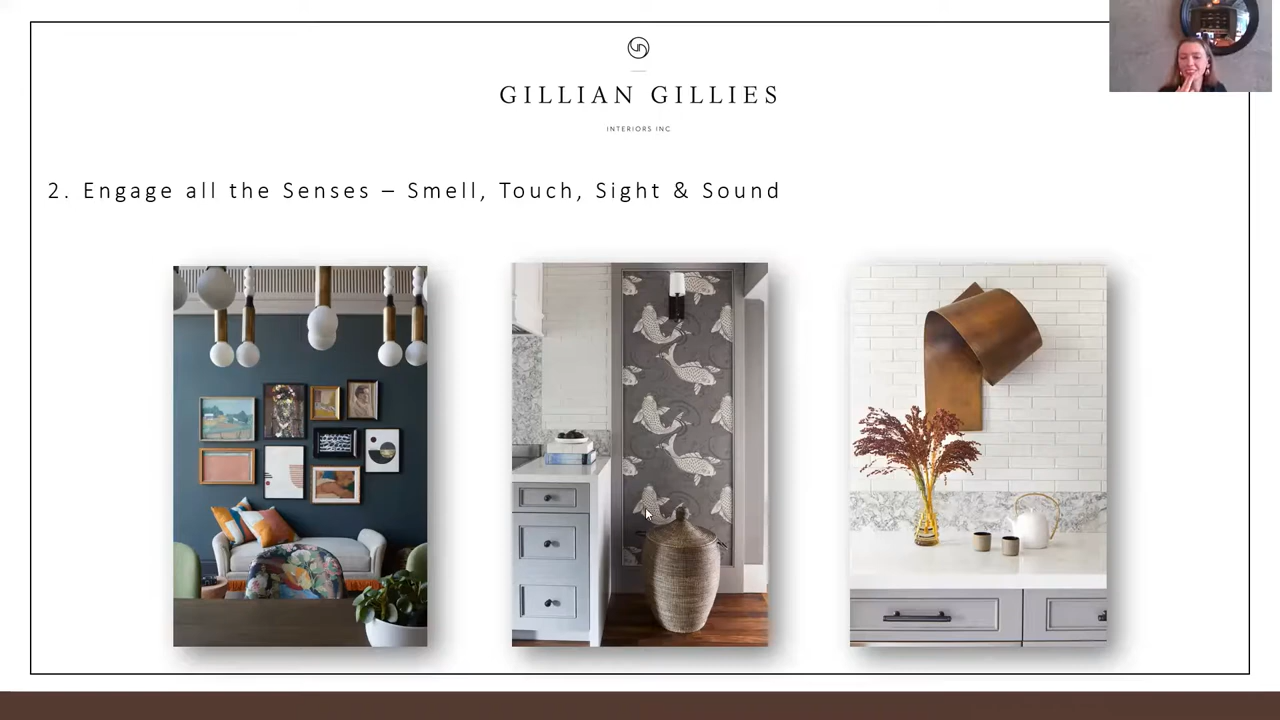 GILLIAN GILLIES
INTERIORS INC
2. Engage all the Senses – Smell, Touch, Sight & Sound